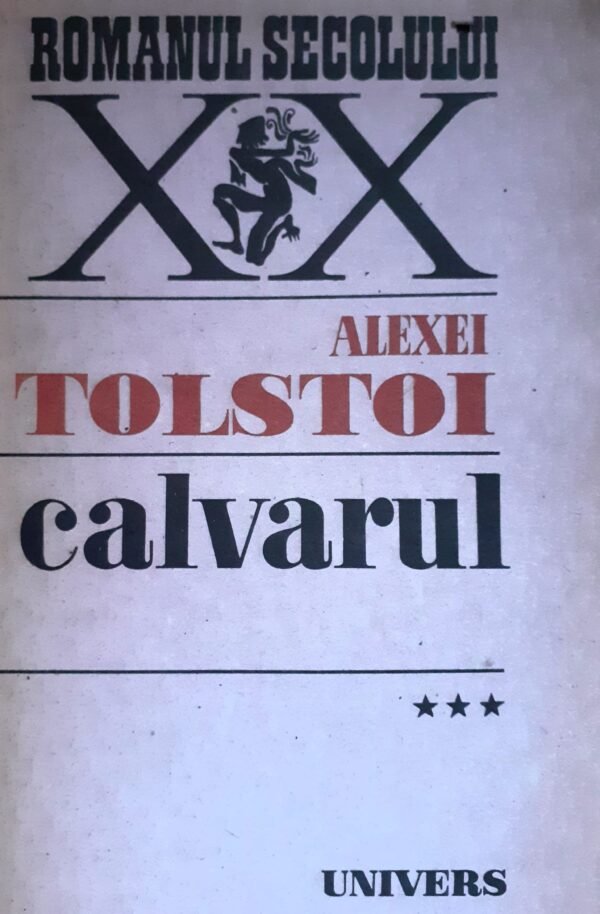 ROMANUL SECOLULUI
XX
ALEXEI
TOLSTOI
calvarul
★★★
UNIVERS